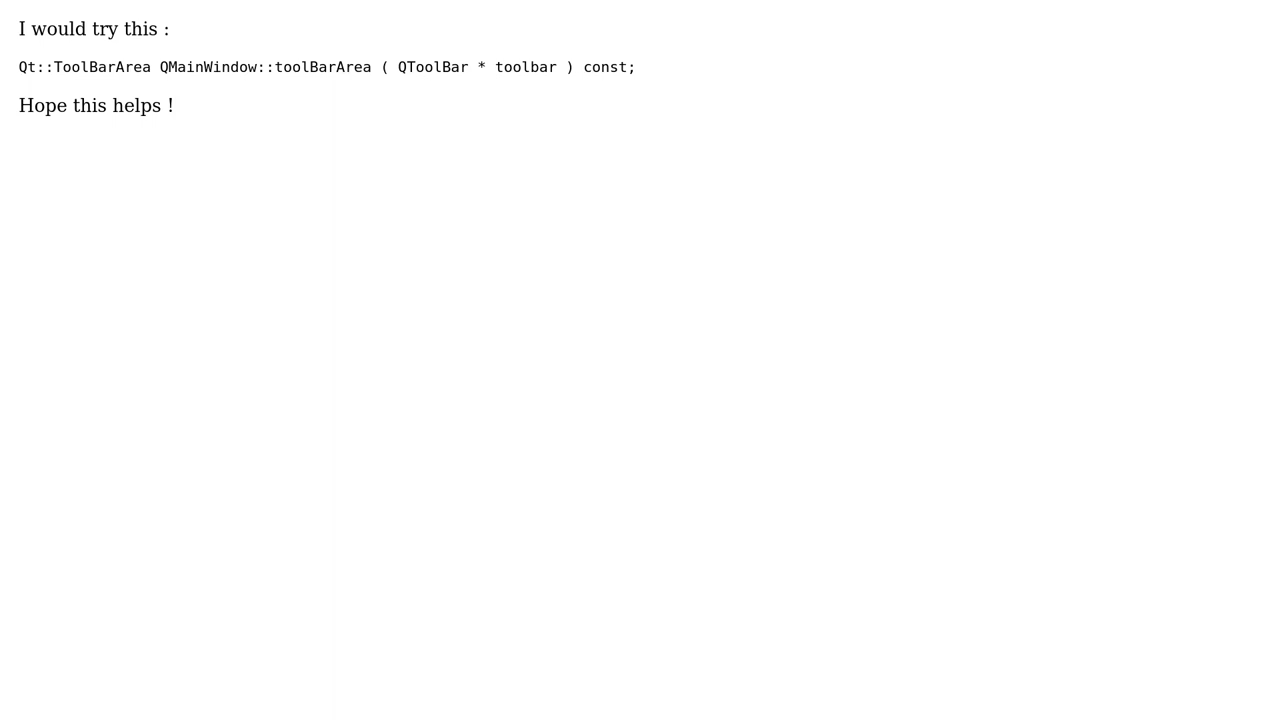 I would try this :
Qt::ToolBarArea QMainWindow::toolBarArea ( QToolBar * toolbar ) const;
Hope this helps !